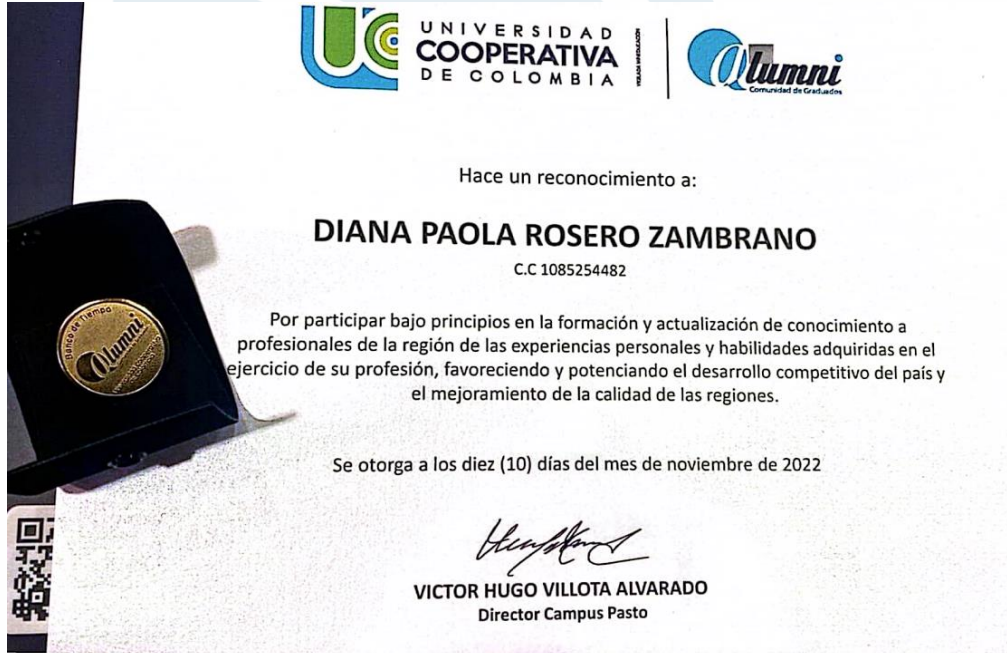 UNIVERSIDAD
COOPERATIVA
DE COLOMBIA
Alumni
Comunidad de Graduados
Hace un reconocimiento a:
DIANA PAOLA ROSERO ZAMBRANO
C.C 1085254482
Por participar bajo principios en la formación y actualización de conocimiento a
profesionales de la región de las experiencias personales y habilidades adquiridas en el
ejercicio de su profesión, favoreciendo y potenciando el desarrollo competitivo del país y
el mejoramiento de la calidad de las regiones.
Banco de Tiempo
Alumni
Se otorga a los diez (10) días del mes de noviembre de 2022
VICTOR HUGO VILLOTA ALVARADO
Director Campus Pasto